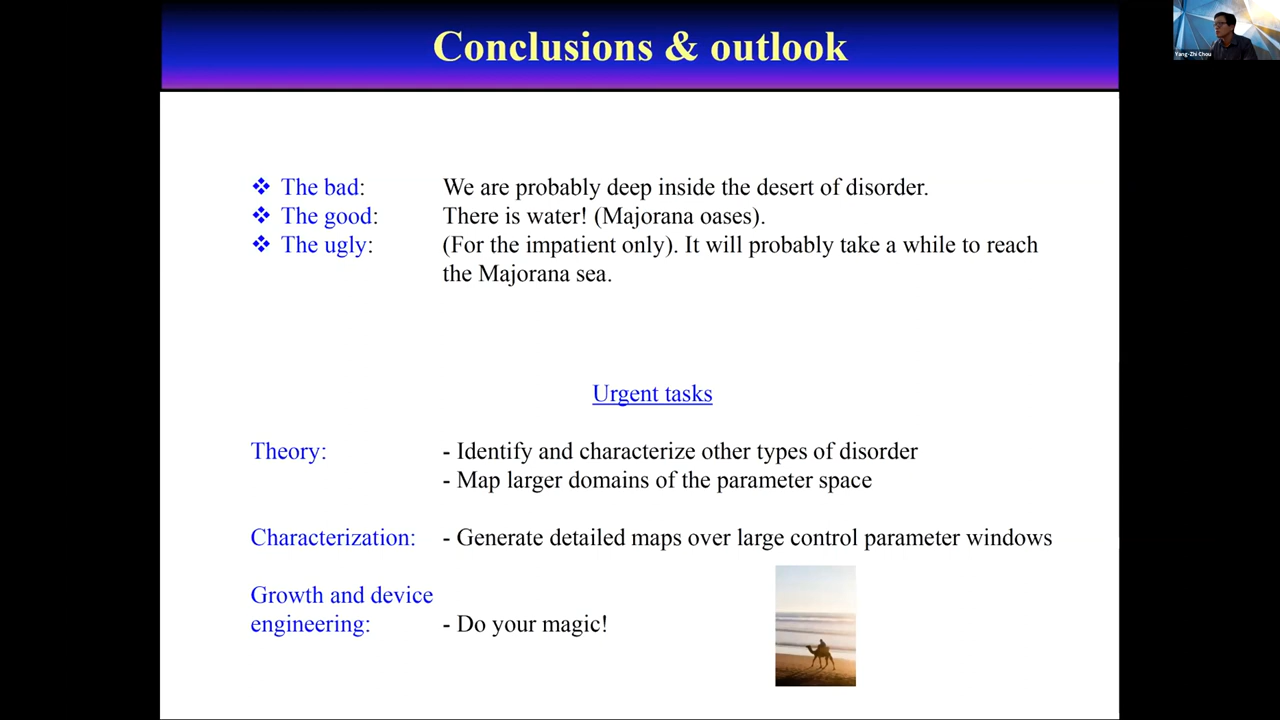 Conclusions & outlook
Yang-Zhi Chou
The bad: We are probably deep inside the desert of disorder.
The good: There is water! (Majorana oases).
The ugly: (For the impatient only). It will probably take a while to reach
the Majorana sea.
Urgent tasks
Theory: - Identify and characterize other types of disorder
- Map larger domains of the parameter space
Characterization: - Generate detailed maps over large control parameter windows
Growth and device
engineering: - Do your magic!